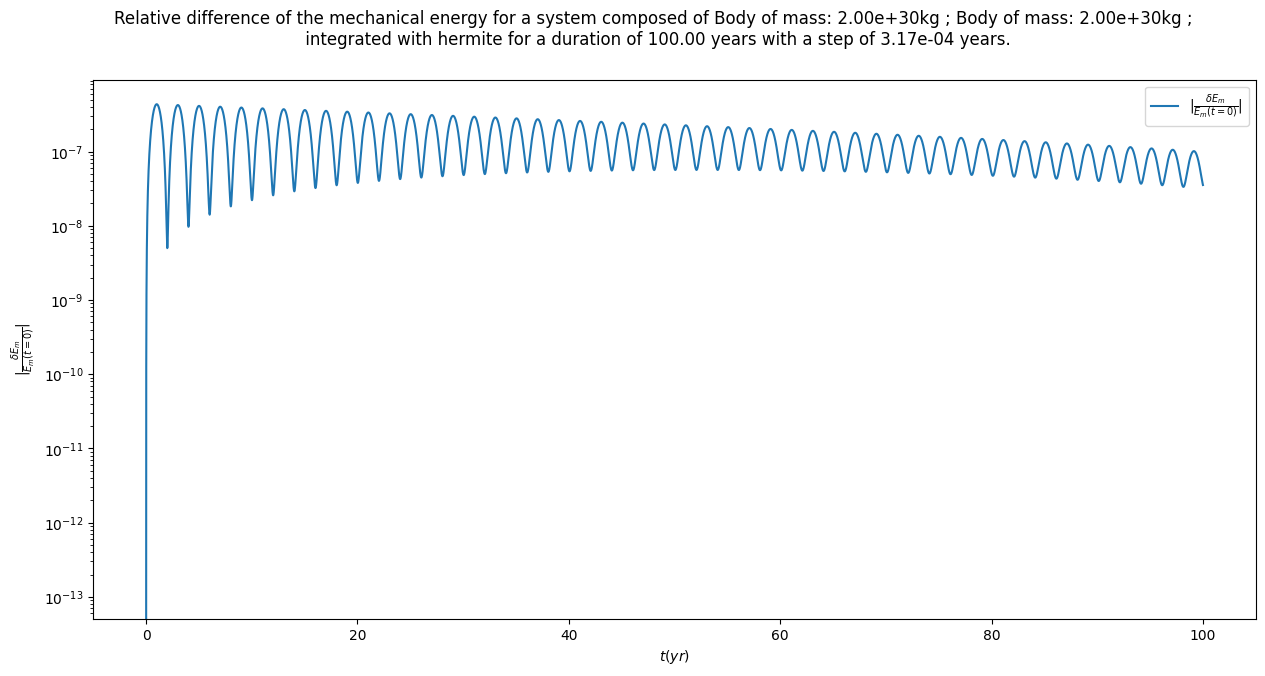 Relative difference of the mechanical energy for a system composed of Body of mass: 2.00e+30kg ; Body of mass: 2.00e+30kg ;
integrated with hermite for a duration of 100.00 years with a step of 3.17e-04 years.
|δE_m/E_m(t=0)|
10^−7
10^−8
10^−9
10^−10
10^−11
10^−12
10^−13
|δE_m/E_m(t=0)|
0 20 40 60 80 100
t(yr)